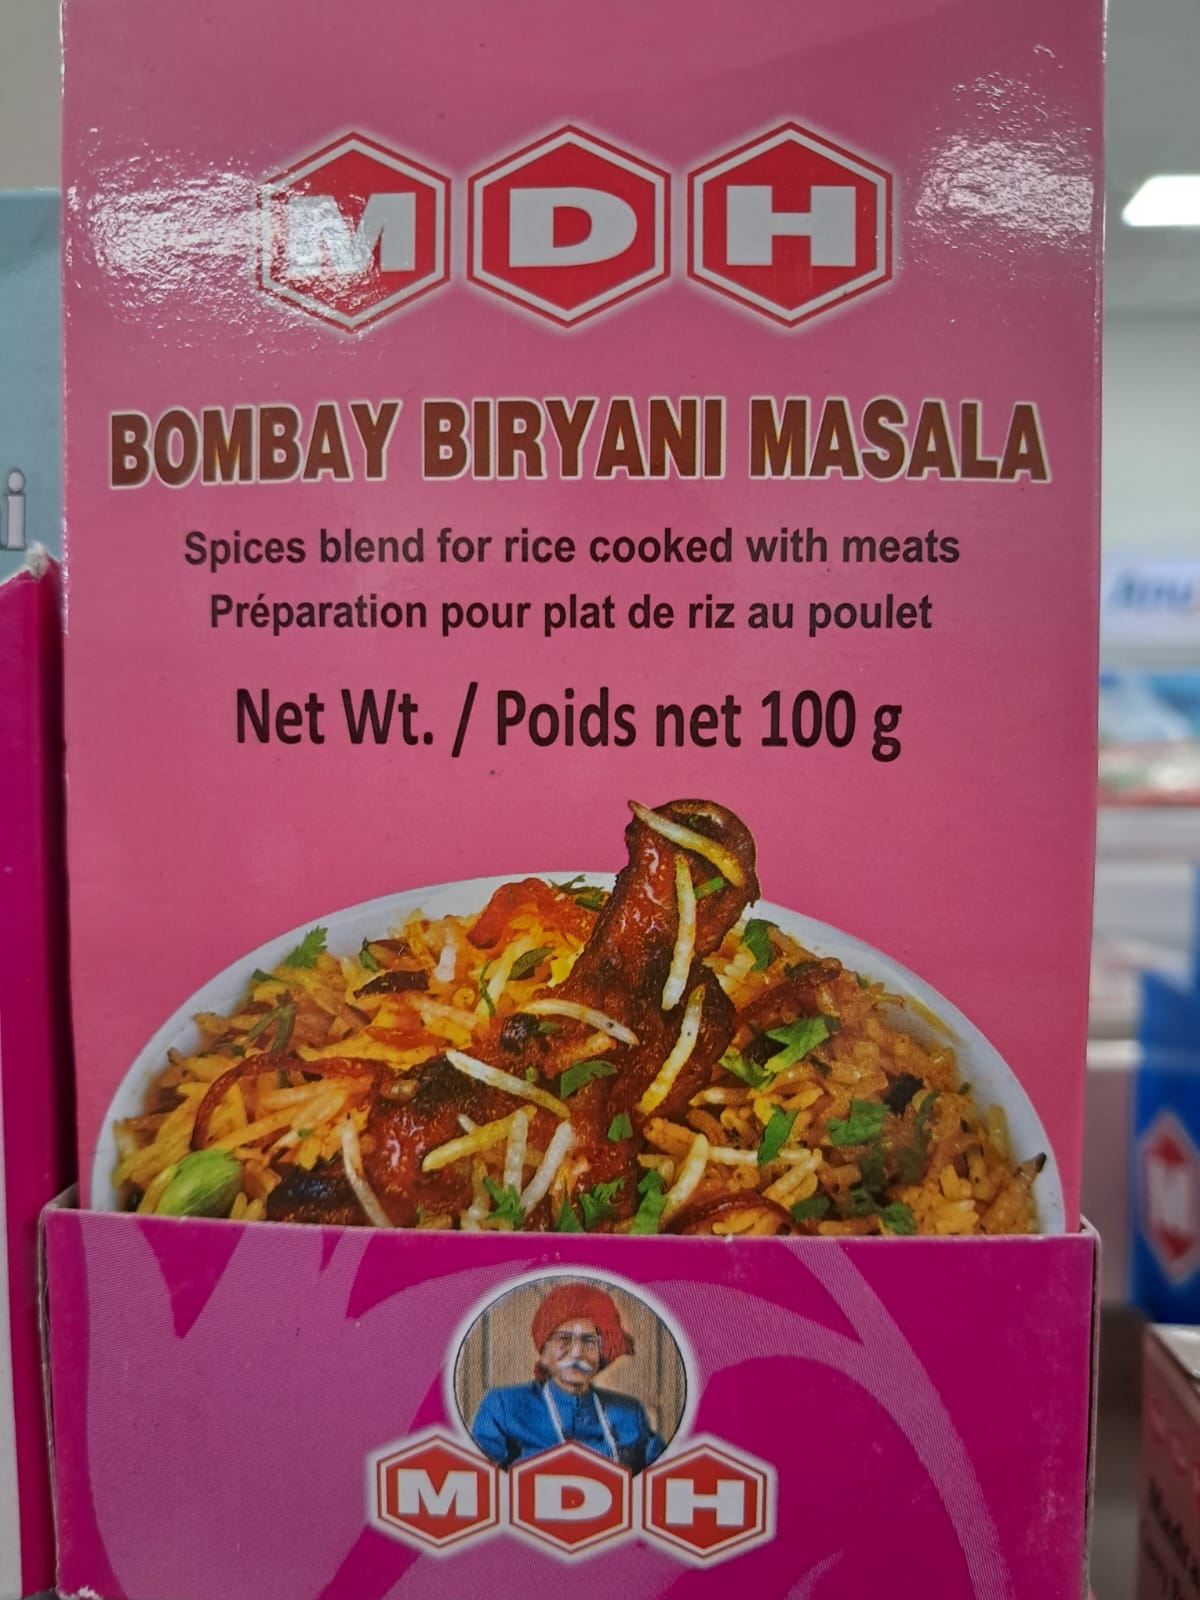 MDH
BOMBAY BIRYANI MASALA
Spices blend for rice cooked with meats
Préparation pour plat de riz au poulet
Net Wt. / Poids net 100 g
MDH